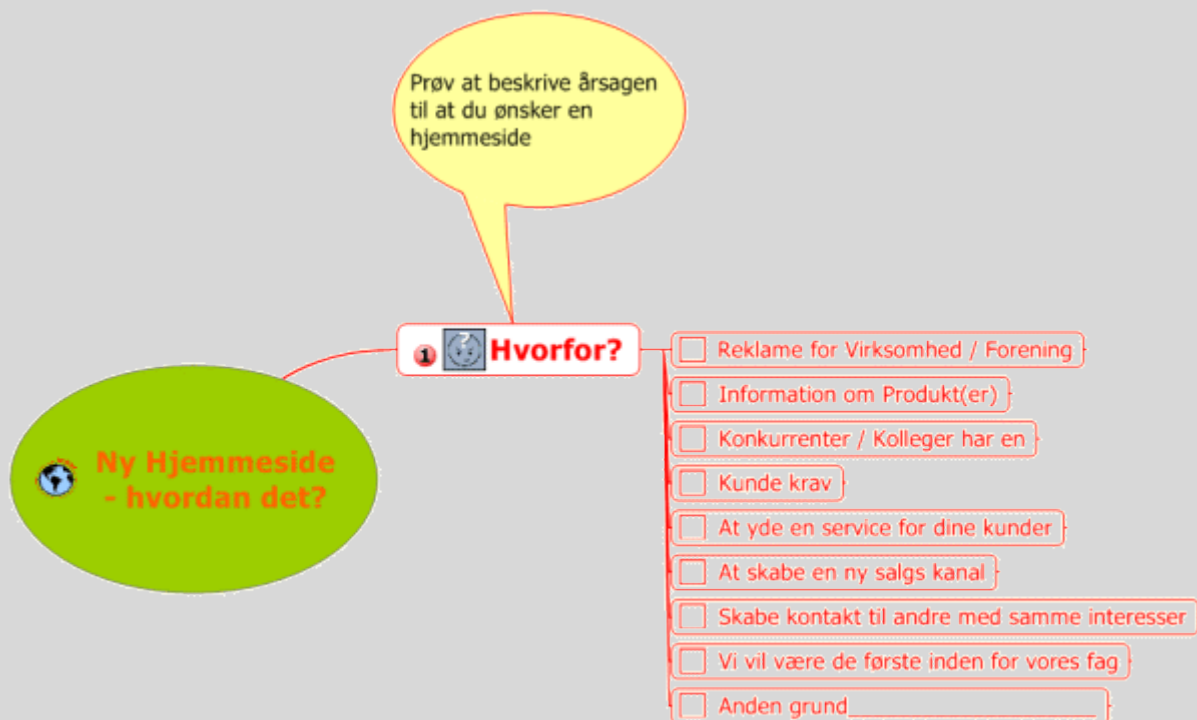 Prøv at beskrive årsagen
til at du ønsker en
hjemmeside
1 Hvorfor?
Ny Hjemmeside
- hvordan det?
Reklame for Virksomhed / Forening
Information om Produkt(er)
Konkurrenter / Kolleger har en
Kunde krav
At yde en service for dine kunder
At skabe en ny salgs kanal
Skabe kontakt til andre med samme interesser
Vi vil være de første inden for vores fag
Anden grund______________________